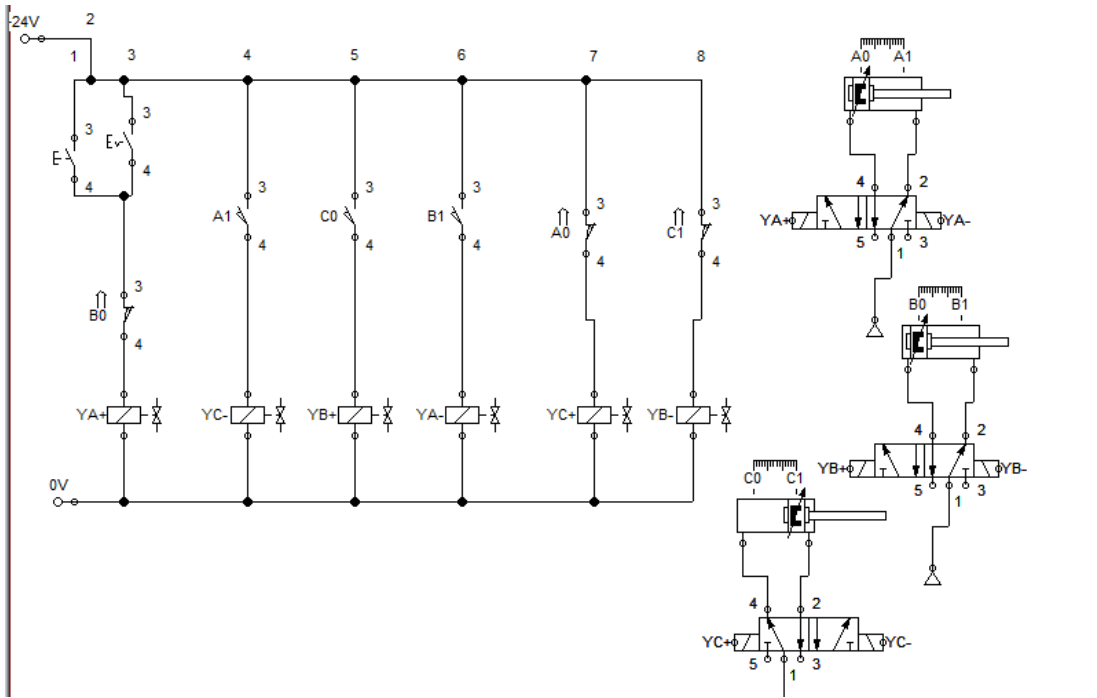 -24V 2
1 3 4 5 6 7 8
3 3
E E
4 4
3 3 3 3 3
A1 C0 B1 A0 C1
4 4 4 4 4
3
B0
4
YA+ YC- YB+ YA- YC+ YB-
0V
A0 A1
4 2
YA+ YA-
5 1 3
B0 B1
4 2
YB+ YB-
5 1 3
C0 C1
4 2
YC+ YC-
5 1 3